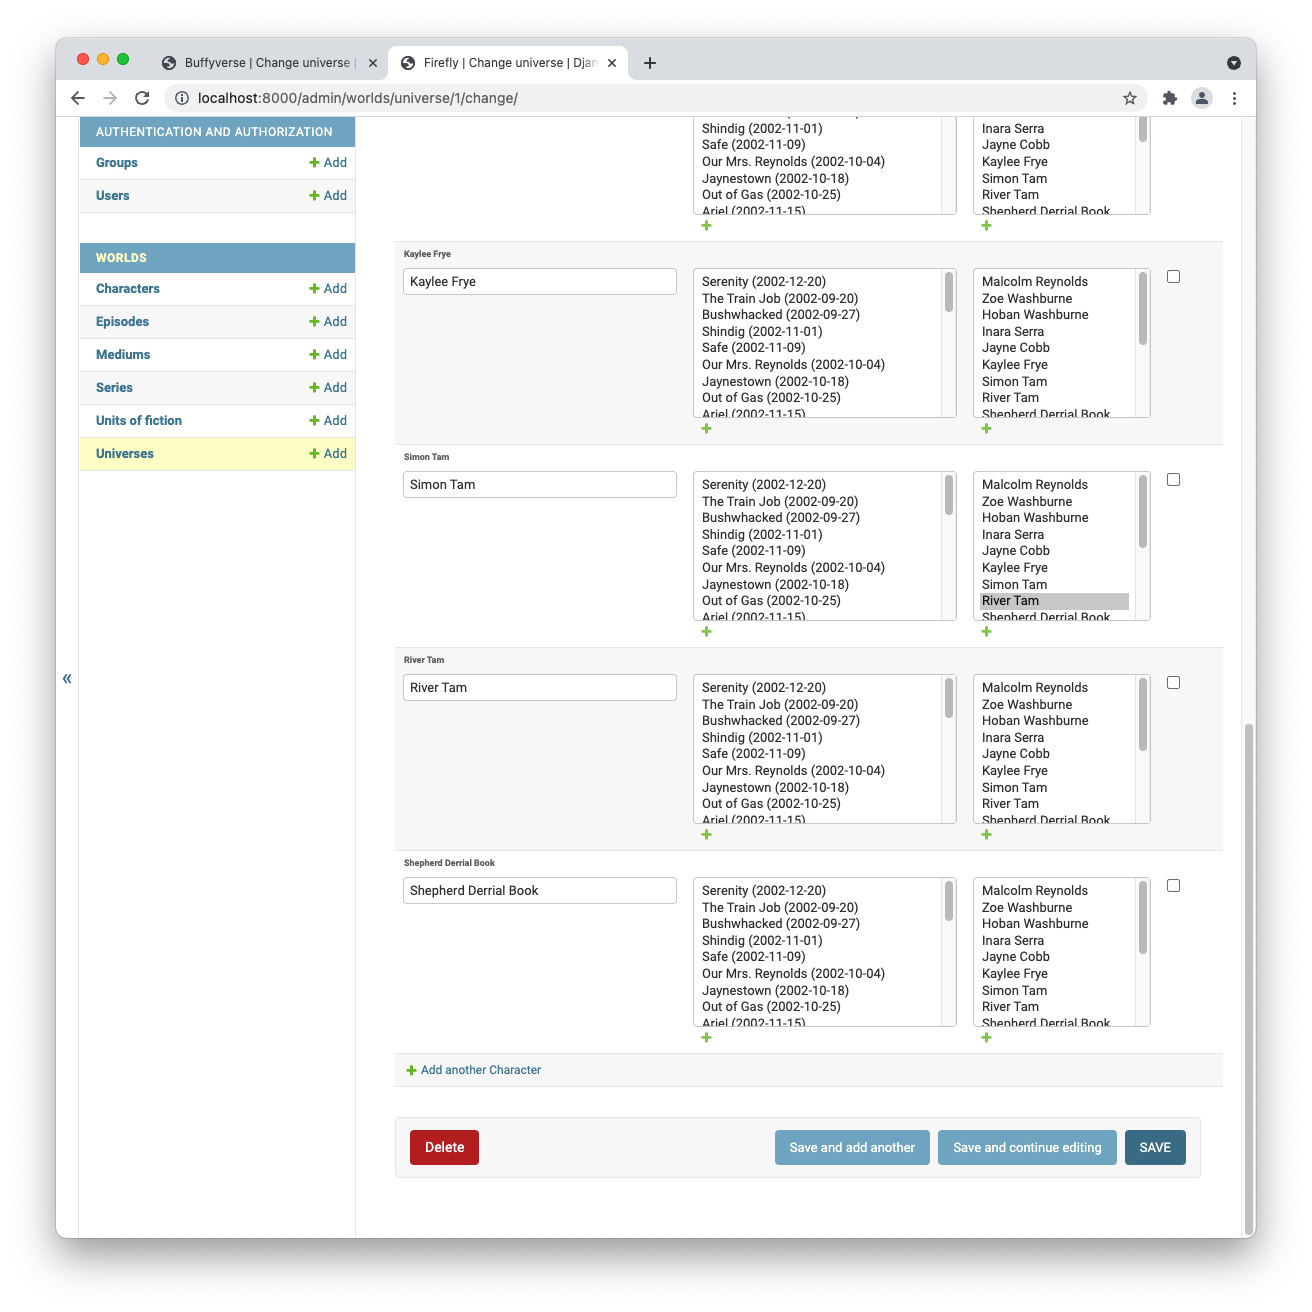 Buffyverse | Change universe |
Firefly | Change universe | Djan
localhost:8000/admin/worlds/universe/1/change/
AUTHENTICATION AND AUTHORIZATION
Groups
Add
Users
Add
WORLDS
Characters
Add
Episodes
Add
Mediums
Add
Series
Add
Units of fiction
Add
Universes
Add
«
Shindig (2002-11-01)
Safe (2002-11-09)
Our Mrs. Reynolds (2002-10-04)
Jaynestown (2002-10-18)
Out of Gas (2002-10-25)
Ariel (2002-11-15)
Inara Serra
Jayne Cobb
Kaylee Frye
Simon Tam
River Tam
Shepherd Derrial Book
Kaylee Frye
Kaylee Frye
Serenity (2002-12-20)
The Train Job (2002-09-20)
Bushwhacked (2002-09-27)
Shindig (2002-11-01)
Safe (2002-11-09)
Our Mrs. Reynolds (2002-10-04)
Jaynestown (2002-10-18)
Out of Gas (2002-10-25)
Ariel (2002-11-15)
Malcolm Reynolds
Zoe Washburne
Hoban Washburne
Inara Serra
Jayne Cobb
Kaylee Frye
Simon Tam
River Tam
Shepherd Derrial Book
Simon Tam
Simon Tam
Serenity (2002-12-20)
The Train Job (2002-09-20)
Bushwhacked (2002-09-27)
Shindig (2002-11-01)
Safe (2002-11-09)
Our Mrs. Reynolds (2002-10-04)
Jaynestown (2002-10-18)
Out of Gas (2002-10-25)
Ariel (2002-11-15)
Malcolm Reynolds
Zoe Washburne
Hoban Washburne
Inara Serra
Jayne Cobb
Kaylee Frye
Simon Tam
River Tam
Shepherd Derrial Book
River Tam
River Tam
Serenity (2002-12-20)
The Train Job (2002-09-20)
Bushwhacked (2002-09-27)
Shindig (2002-11-01)
Safe (2002-11-09)
Our Mrs. Reynolds (2002-10-04)
Jaynestown (2002-10-18)
Out of Gas (2002-10-25)
Ariel (2002-11-15)
Malcolm Reynolds
Zoe Washburne
Hoban Washburne
Inara Serra
Jayne Cobb
Kaylee Frye
Simon Tam
River Tam
Shepherd Derrial Book
Shepherd Derrial Book
Shepherd Derrial Book
Serenity (2002-12-20)
The Train Job (2002-09-20)
Bushwhacked (2002-09-27)
Shindig (2002-11-01)
Safe (2002-11-09)
Our Mrs. Reynolds (2002-10-04)
Jaynestown (2002-10-18)
Out of Gas (2002-10-25)
Ariel (2002-11-15)
Malcolm Reynolds
Zoe Washburne
Hoban Washburne
Inara Serra
Jayne Cobb
Kaylee Frye
Simon Tam
River Tam
Shepherd Derrial Book
Add another Character
Delete
Save and add another
Save and continue editing
SAVE